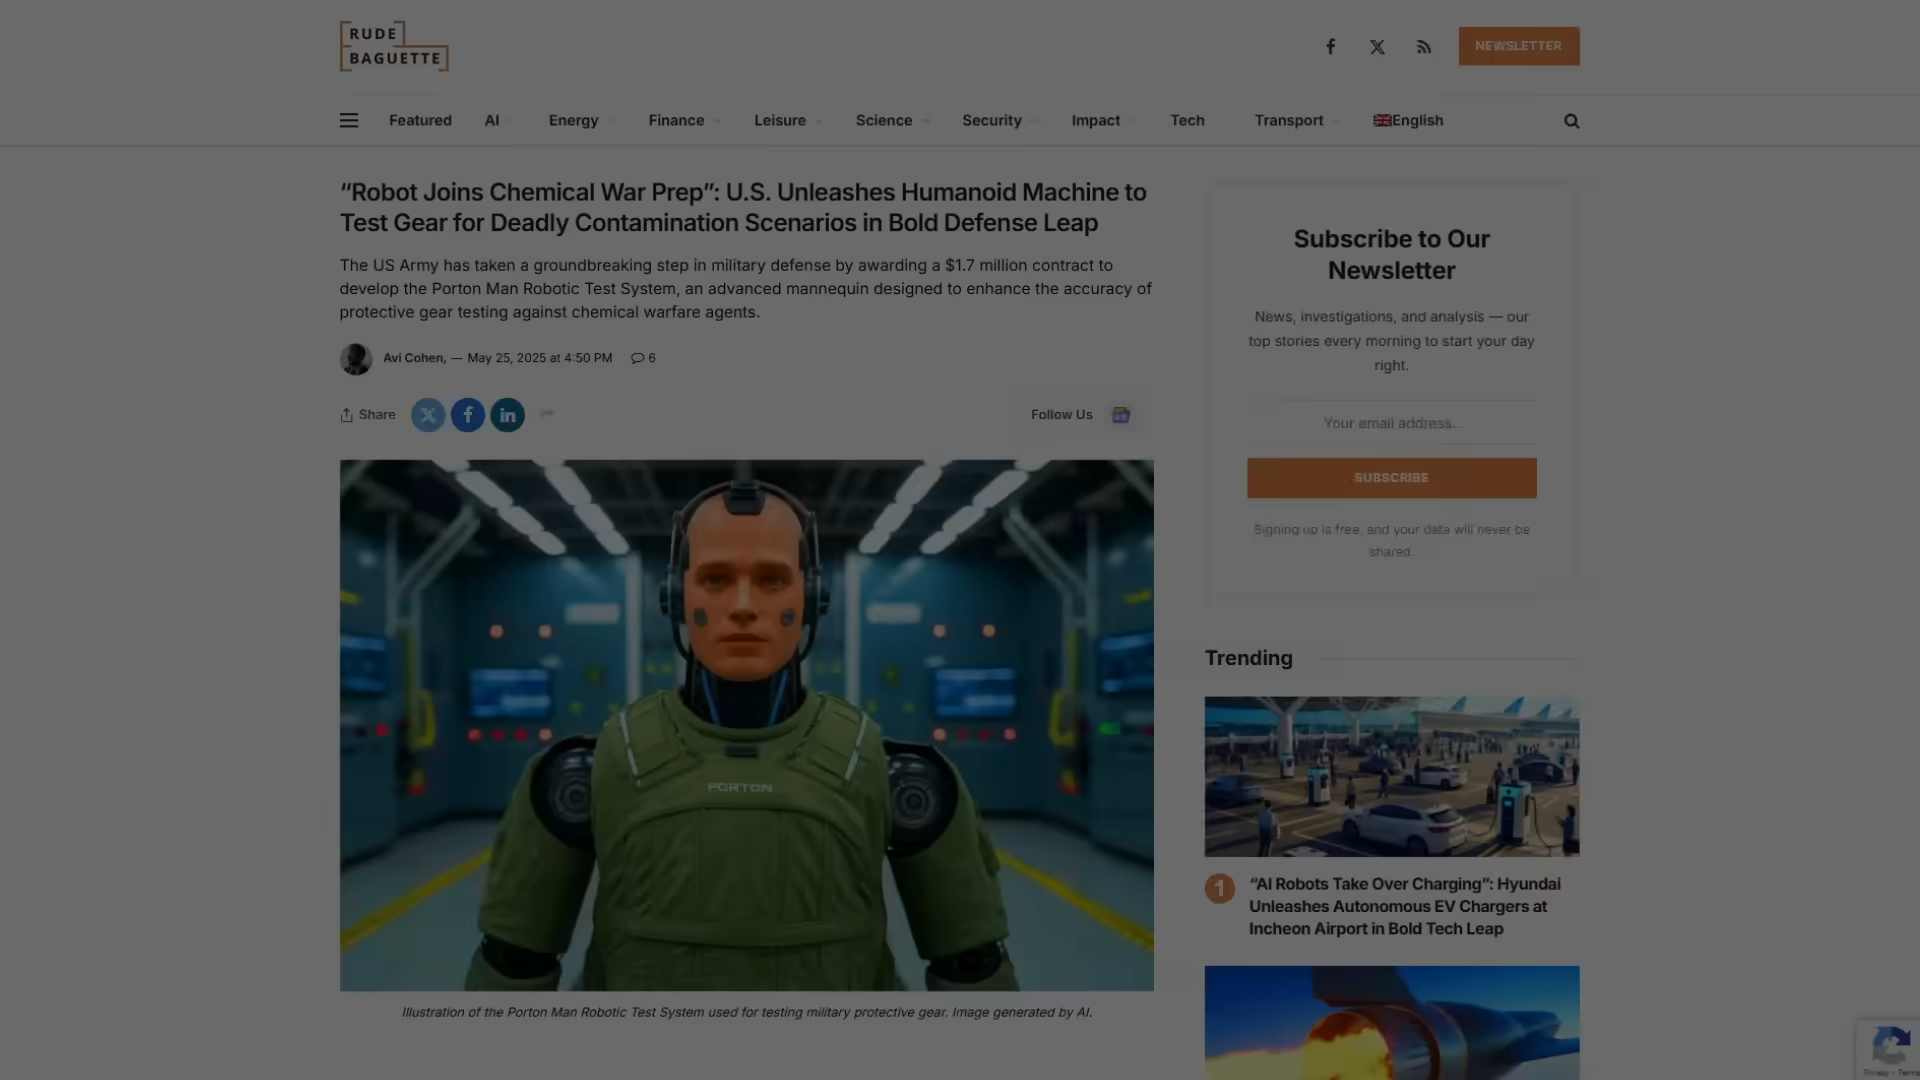 RUDE
BAGUETTE
NEWSLETTER
Featured
AI
Energy
Finance
Leisure
Science
Security
Impact
Tech
Transport
English
“Robot Joins Chemical War Prep”: U.S. Unleashes Humanoid Machine to
Test Gear for Deadly Contamination Scenarios in Bold Defense Leap
The US Army has taken a groundbreaking step in military defense by awarding a $1.7 million contract to
develop the Porton Man Robotic Test System, an advanced mannequin designed to enhance the accuracy of
protective gear testing against chemical warfare agents.
Avi Cohen, — May 25, 2025 at 4:50 PM 6
Share
Follow Us
PORTON
Illustration of the Porton Man Robotic Test System used for testing military protective gear. Image generated by AI.
Subscribe to Our
Newsletter
News, investigations, and analysis — our
top stories every morning to start your day
right.
Your email address..
SUBSCRIBE
Signing up is free, and your data will never be
shared.
Trending
1
“AI Robots Take Over Charging”: Hyundai
Unleashes Autonomous EV Chargers at
Incheon Airport in Bold Tech Leap
Privacy - Terms